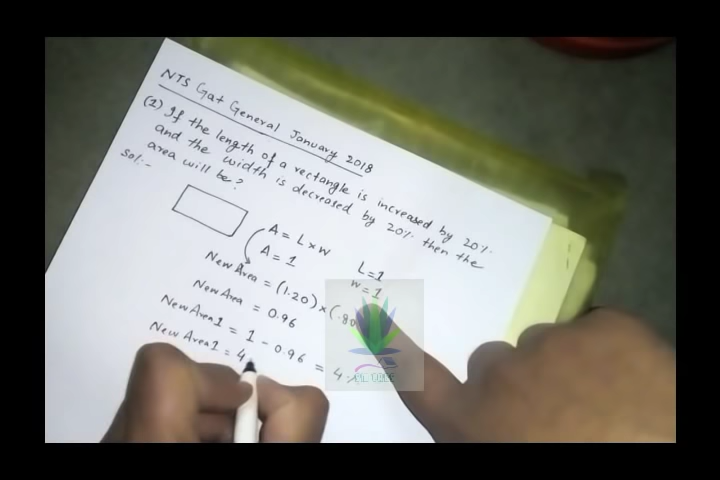 NTS Gat General January 2018
(1) If the length of a rectangle is increased by 20%
and the width is decreased by 20% then the
area will be?
Sol:-
A = L × w
A = 1
L=1
w=1
New Area = (1.20) × (.80
New Area = 0.96
New Area1 = 1 - 0.96 = 4%
New Area1 = 4